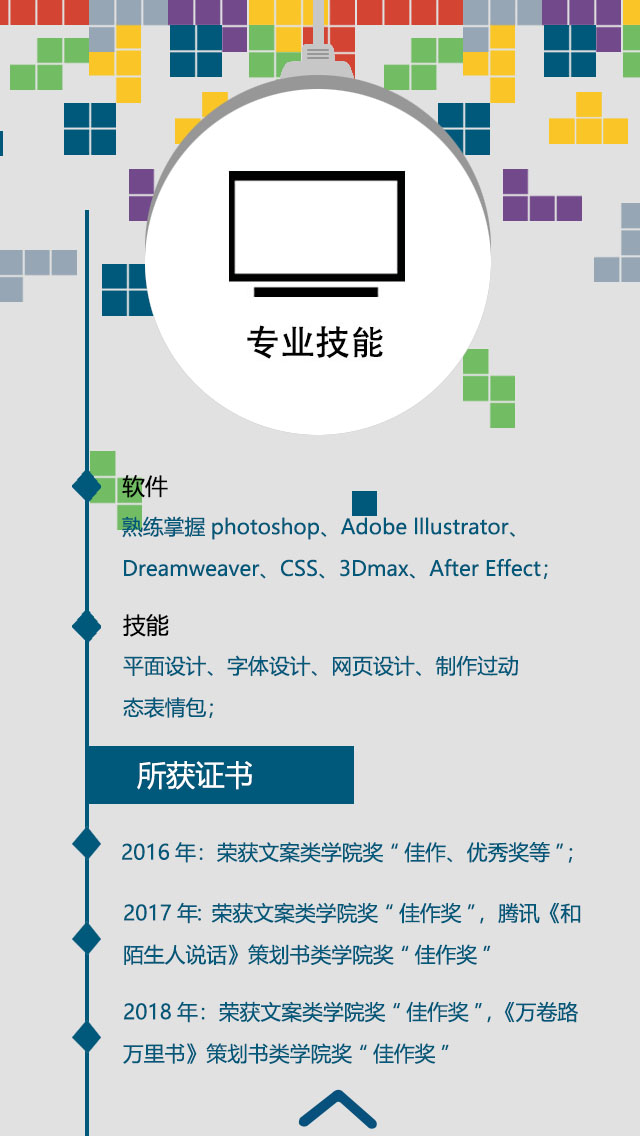 专业技能
软件
熟练掌握 photoshop、Adobe lllustrator、
Dreamweaver、CSS、3Dmax、After Effect；
技能
平面设计、字体设计、网页设计、制作过动
态表情包；
所获证书
2016 年：荣获文案类学院奖 “ 佳作、优秀奖等 ”；
2017 年: 荣获文案类学院奖 “ 佳作奖 ”，腾讯《和
陌生人说话》策划书类学院奖 “ 佳作奖 ”
2018 年：荣获文案类学院奖 “ 佳作奖 ”，《万卷路
万里书》策划书类学院奖 “ 佳作奖 ”